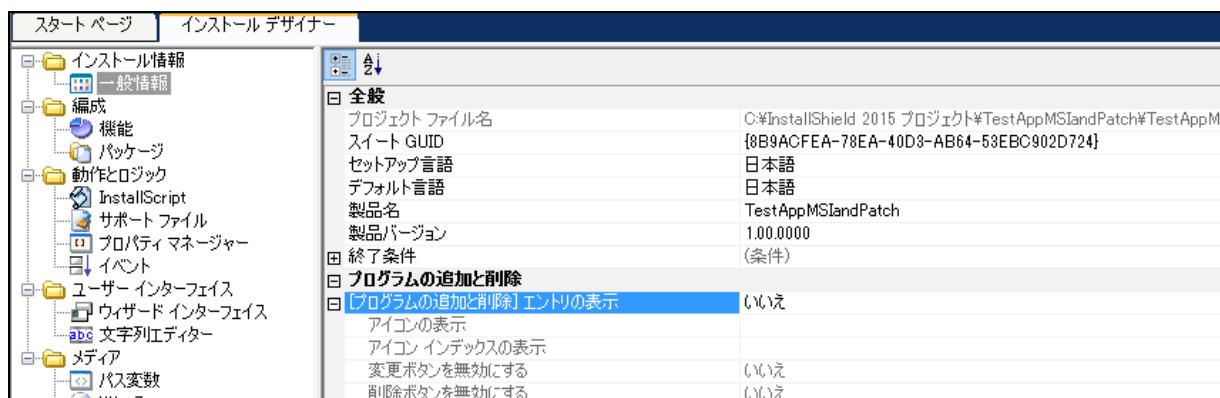 スタート ページ
インストール デザイナー
インストール情報
一般情報
編成
機能
パッケージ
動作とロジック
InstallScript
サポート ファイル
プロパティ マネージャー
イベント
ユーザー インターフェイス
ウィザード インターフェイス
文字列エディター
メディア
パス変数
全般
プロジェクト ファイル名 C:¥InstallShield 2015 プロジェクト¥TestAppMSIandPatch¥TestAppM
スイート GUID {8B9ACFEA-78EA-40D3-AB64-53EBC902D724}
セットアップ言語 日本語
デフォルト言語 日本語
製品名 TestAppMSIandPatch
製品バージョン 1.00.0000
終了条件 (条件)
プログラムの追加と削除
[プログラムの追加と削除] エントリの表示 いいえ
アイコンの表示
アイコン インデックスの表示
変更ボタンを無効にする いいえ
削除ボタンを無効にする いいえ